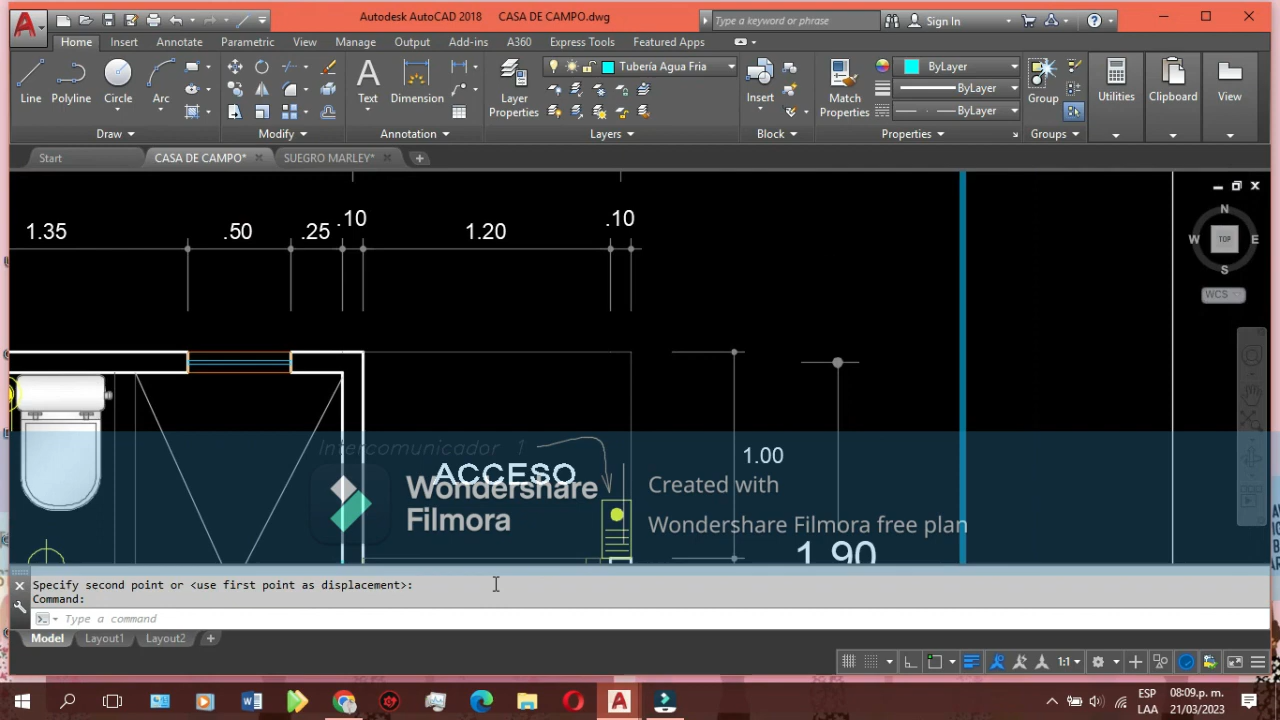 Autodesk AutoCAD 2018 CASA DE CAMPO.dwg
Type a keyword or phrase
Sign In
Home Insert Annotate Parametric View Manage Output Add-ins A360 Express Tools Featured Apps
Tubería Agua Fria
ByLayer
ByLayer
ByLayer
Line Polyline Circle Arc
Text Dimension
Layer Properties
Insert
Match Properties
Group
Utilities
Clipboard
View
Draw Modify Annotation Layers Block Properties Groups
Start CASA DE CAMPO* SUEGRO MARLEY*
1.35 .50 .25 .10 1.20 .10
N
W TOP E
S
WCS
Intercomunicador 1
ACCESO
1.00
1.90
Wondershare
Filmora
Created with
Wondershare Filmora free plan
Specify second point or <use first point as displacement>:
Command:
Type a command
Model Layout1 Layout2
1:1
ESP
LAA
08:09 p. m.
21/03/2023